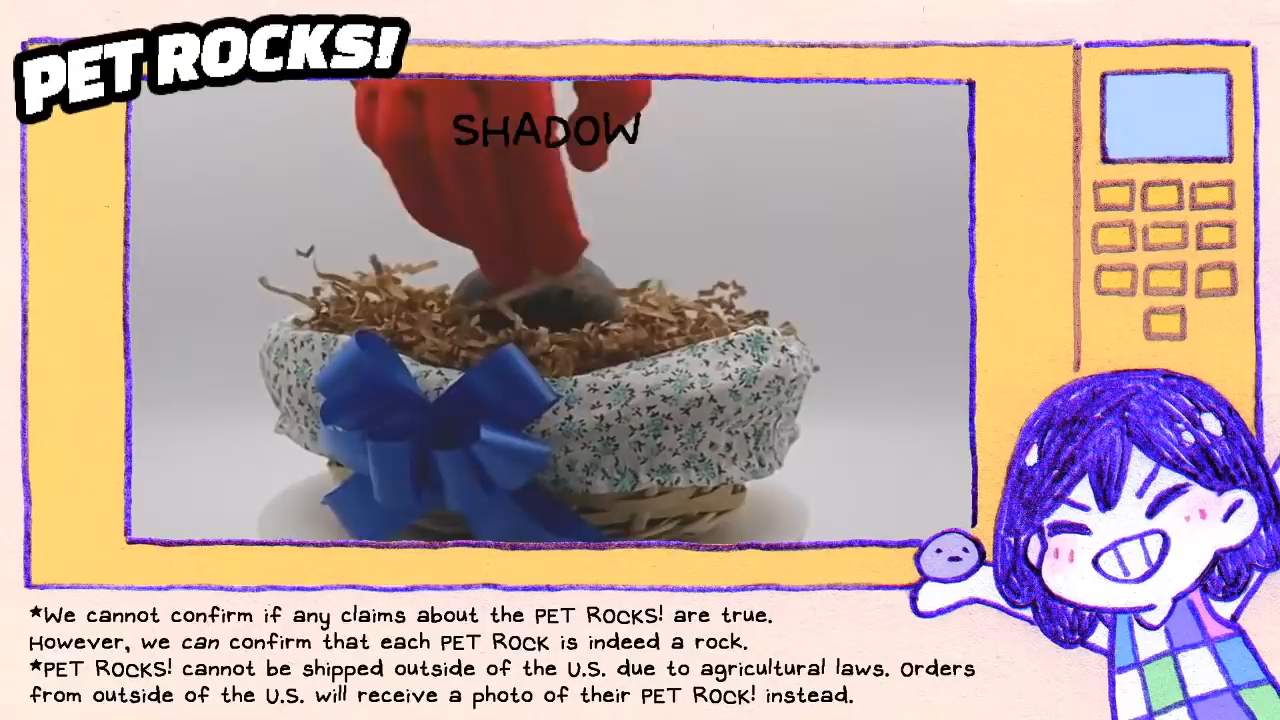 PET ROCKS!
SHADOW
*We cannot confirm if any claims about the PET ROCKS! are true.
However, we can confirm that each PET ROCK is indeed a rock.
*PET ROCKS! cannot be shipped outside of the U.S. due to agricultural laws. Orders
from outside of the U.S. will receive a photo of their PET ROCK! instead.